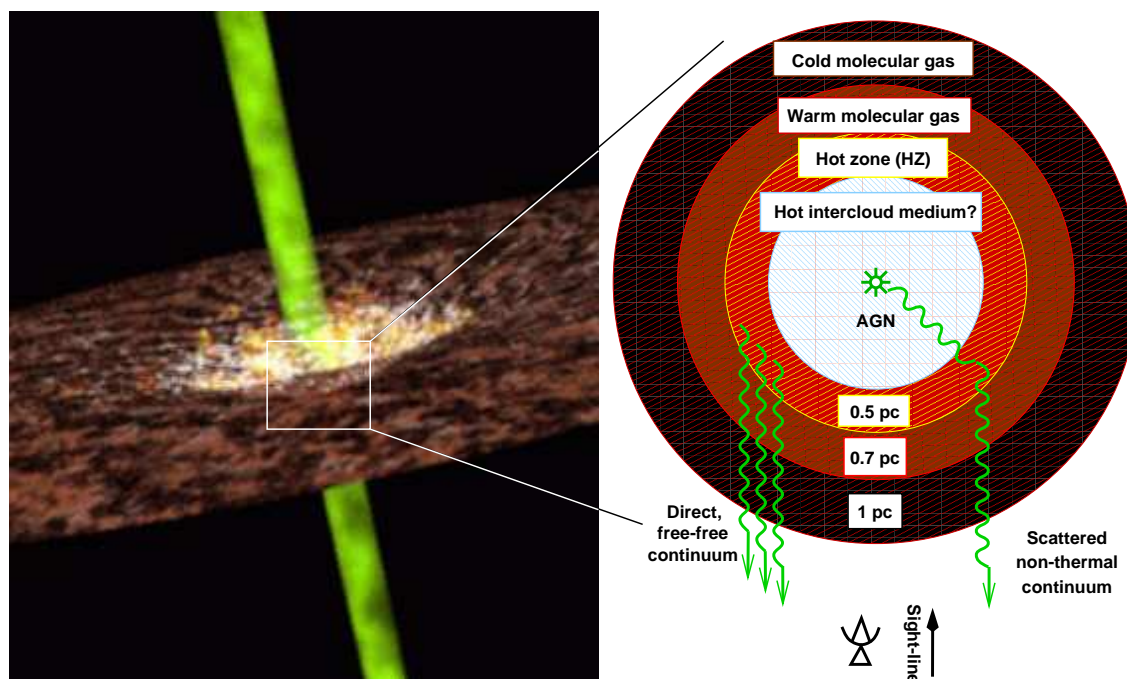 Cold molecular gas
Warm molecular gas
Hot zone (HZ)
Hot intercloud medium?
AGN
0.5 pc
0.7 pc
1 pc
Direct,
free-free
continuum
Scattered
non-thermal
continuum
Sight-line